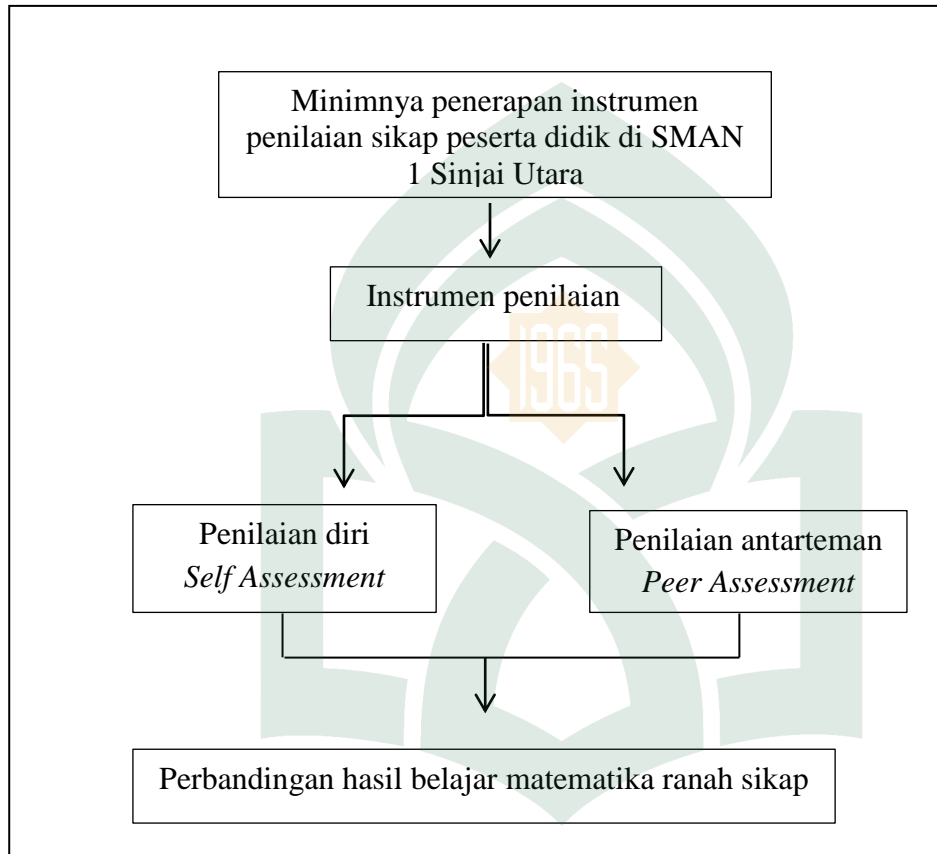 Minimnya penerapan instrumen
penilaian sikap peserta didik di SMAN
1 Sinjai Utara
Instrumen penilaian
1965
Penilaian diri
Self Assessment
Penilaian antarteman
Peer Assessment
Perbandingan hasil belajar matematika ranah sikap